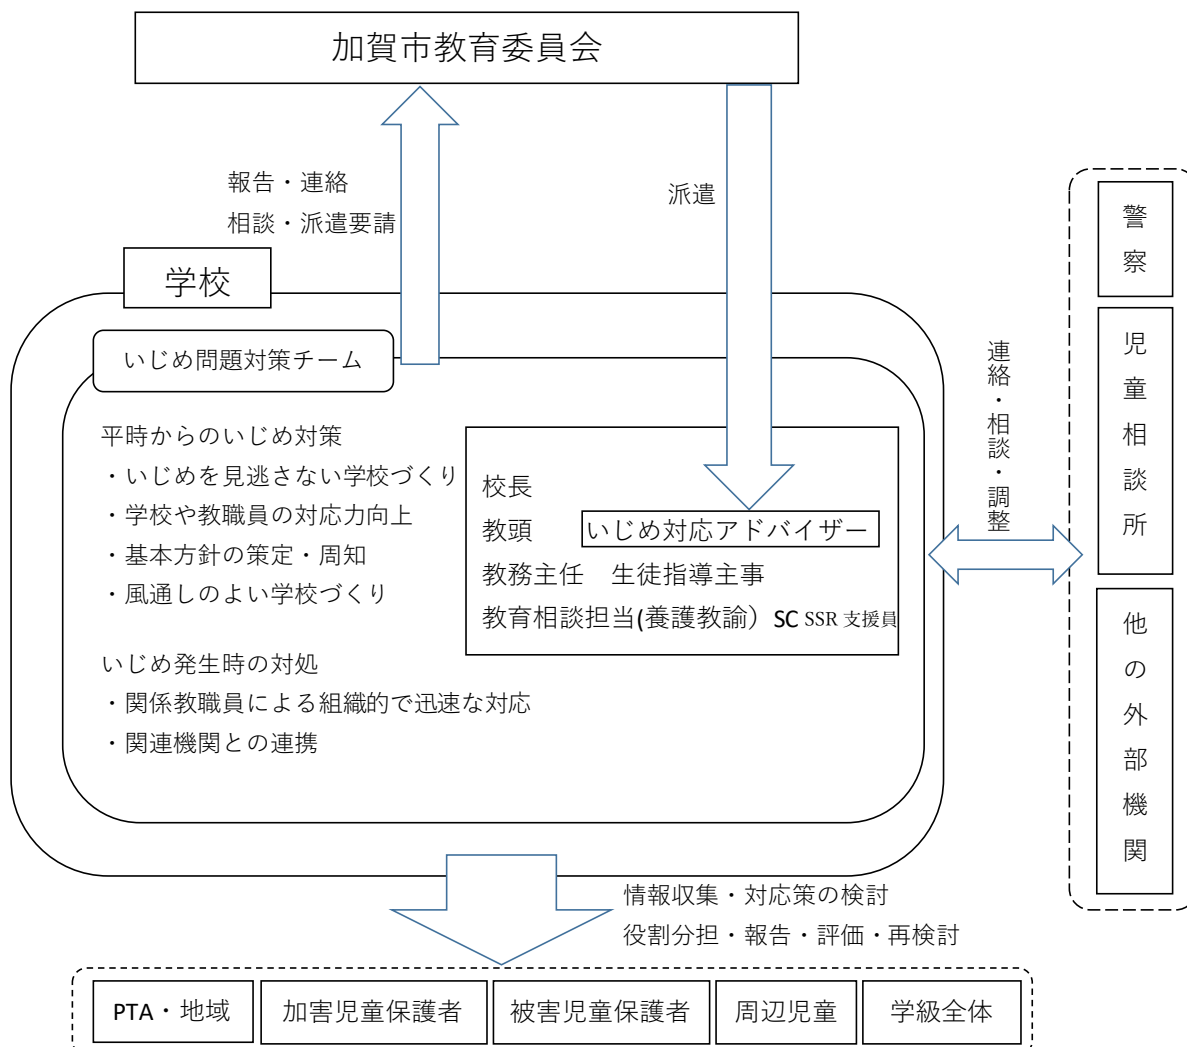 加賀市教育委員会
報告・連絡
相談・派遣要請
派遣
学校
いじめ問題対策チーム
平時からのいじめ対策
・いじめを見逃さない学校づくり
・学校や教職員の対応力向上
・基本方針の策定・周知
・風通しのよい学校づくり
いじめ発生時の対処
・関係教職員による組織的で迅速な対応
・関連機関との連携
校長
教頭 いじめ対応アドバイザー
教務主任 生徒指導主事
教育相談担当(養護教諭) SC SSR 支援員
連絡・相談・調整
警察
児童相談所
他の外部機関
情報収集・対応策の検討
役割分担・報告・評価・再検討
PTA・地域
加害児童保護者
被害児童保護者
周辺児童
学級全体